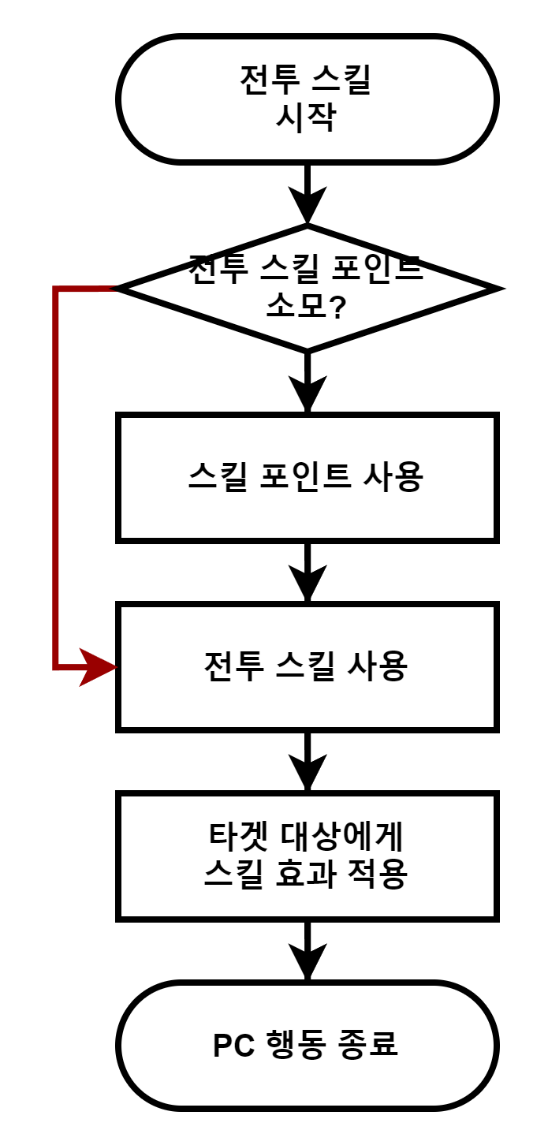 전투 스킬
시작
전투 스킬 포인트
소모?
스킬 포인트 사용
전투 스킬 사용
타겟 대상에게
스킬 효과 적용
PC 행동 종료